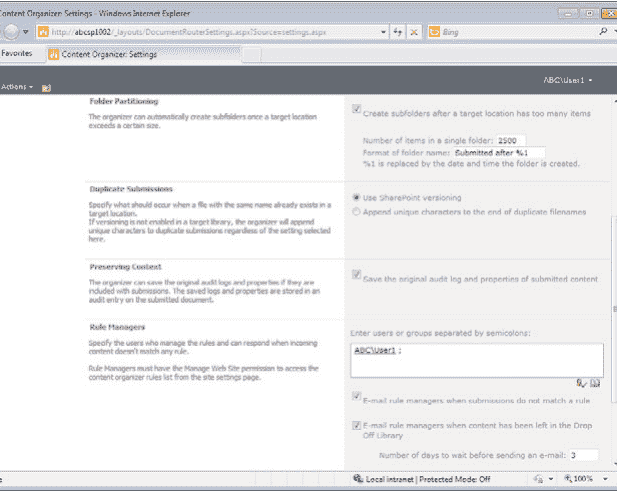 Content Organizer Settings - Windows Internet Explorer
http://abcsp1002/_layouts/DocumentRouterSettings.aspx?Source=settings.aspx
Bing
Favorites
Content Organizer: Settings
ABC\User1
Actions
Folder Partitioning
The organizer can automatically create subfolders once a target location
exceeds a certain size.
Create subfolders after a target location has too many items
Number of items in a single folder: 2500
Format of folder name: Submitted after %1
%1 is replaced by the date and time the folder is created.
Duplicate Submissions
Specify what should occur when a file with the same name already exists in a
target location.
If versioning is not enabled in a target library, the organizer will append
unique characters to duplicate submissions regardless of the setting selected
here.
Use SharePoint versioning
Append unique characters to the end of duplicate filenames
Preserving Content
The organizer can save the original audit logs and properties if they are
included with submissions. The saved logs and properties are stored in an
audit entry on the submitted document.
Save the original audit log and properties of submitted content
Rule Managers
Specify the users who manage the rules and can respond when incoming
content doesn't match any rule.
Rule Managers must have the Manage Web Site permission to access the
content organizer rules list from the site settings page.
Enter users or groups separated by semicolons:
ABC\User1 ;
E-mail rule managers when submissions do not match a rule
E-mail rule managers when content has been left in the Drop
Off Library
Number of days to wait before sending an e-mail: 3
Local intranet | Protected Mode: Off
100%